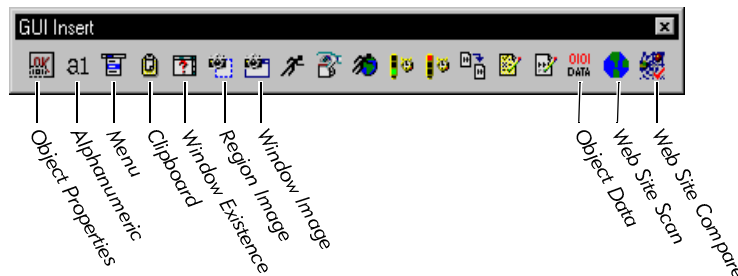 GUI Insert
OK
a1
0101
DATA
Object Properties
Alphanumeric
Menu
Clipboard
Window Existence
Region Image
Window Image
Object Data
Web Site Scan
Web Site Compare